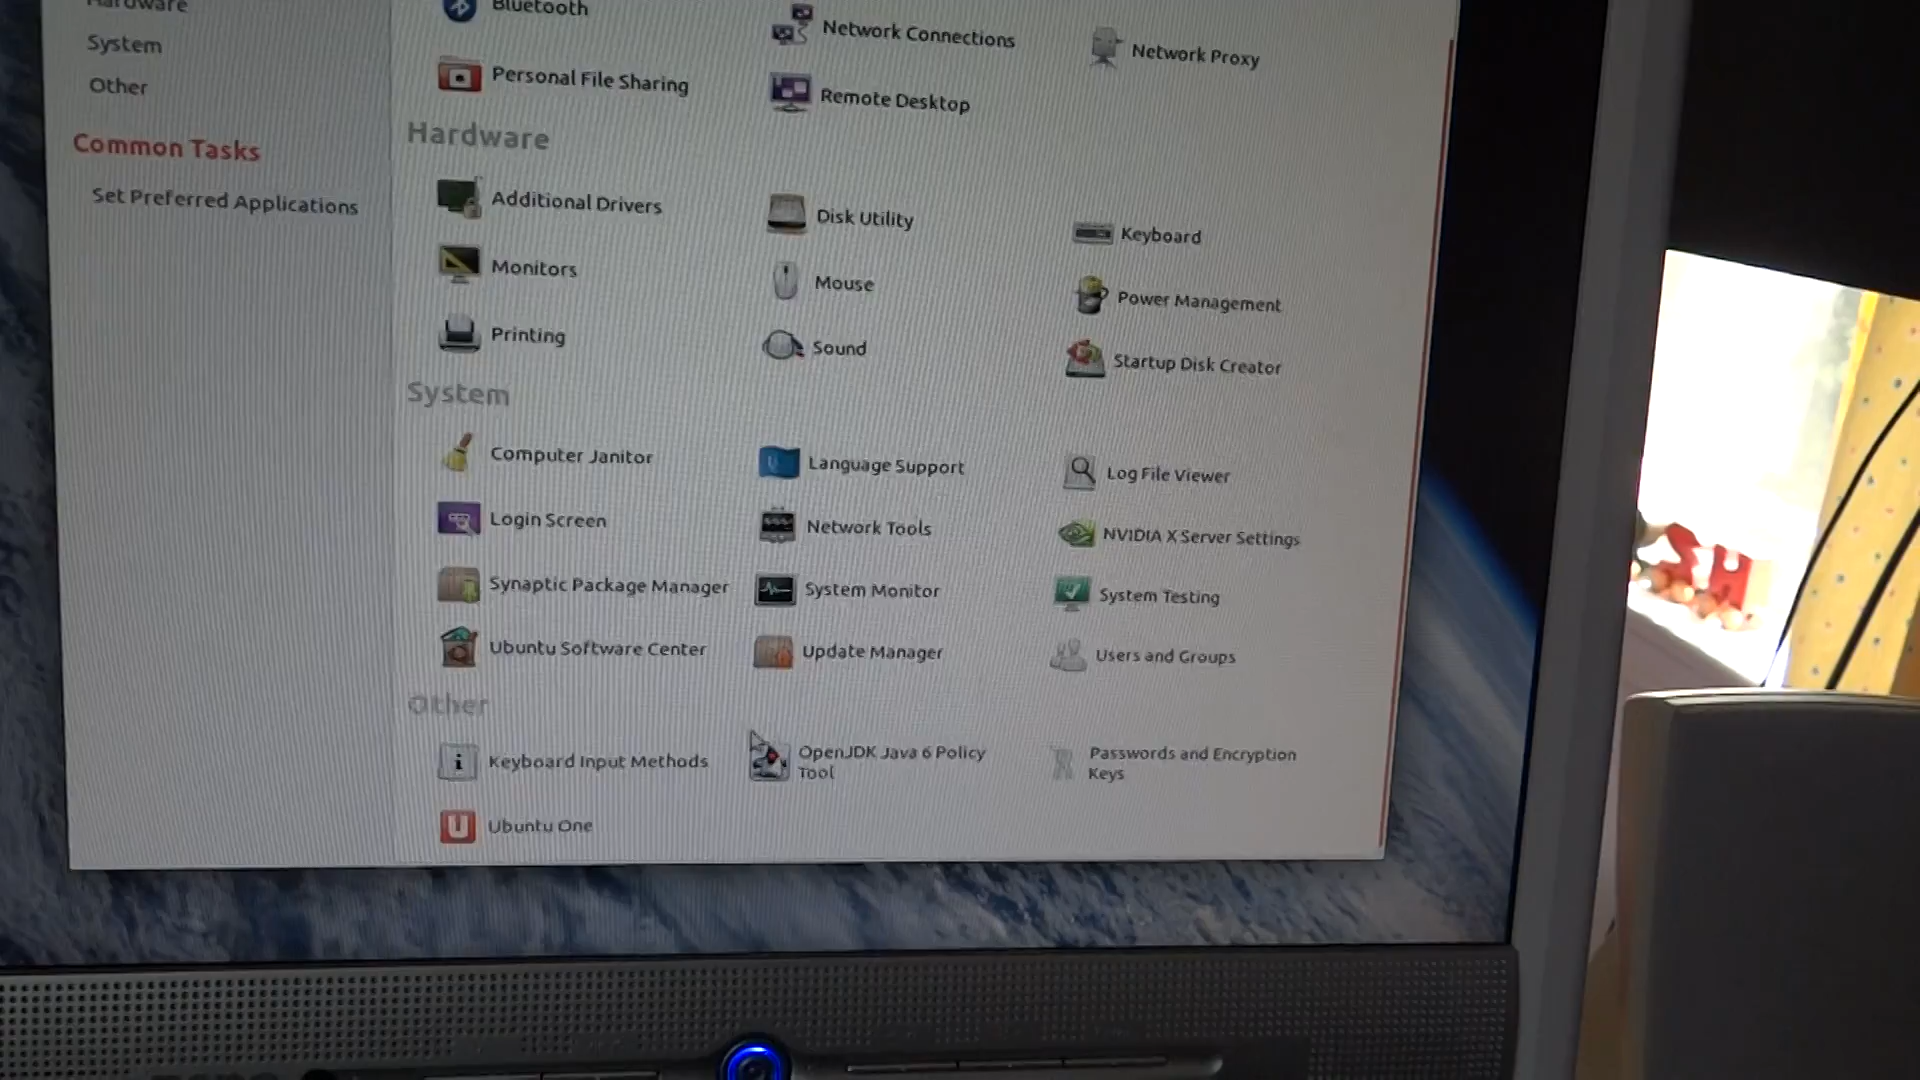 Hardware
System
Other
Common Tasks
Set Preferred Applications
Bluetooth
Network Connections
Network Proxy
Personal File Sharing
Remote Desktop
Hardware
Additional Drivers
Disk Utility
Keyboard
Monitors
Mouse
Power Management
Printing
Sound
Startup Disk Creator
System
Computer Janitor
Language Support
Log File Viewer
Login Screen
Network Tools
NVIDIA X Server Settings
Synaptic Package Manager
System Monitor
System Testing
Ubuntu Software Center
Update Manager
Users and Groups
Other
Keyboard Input Methods
OpenJDK Java 6 Policy
Tool
Passwords and Encryption
Keys
Ubuntu One